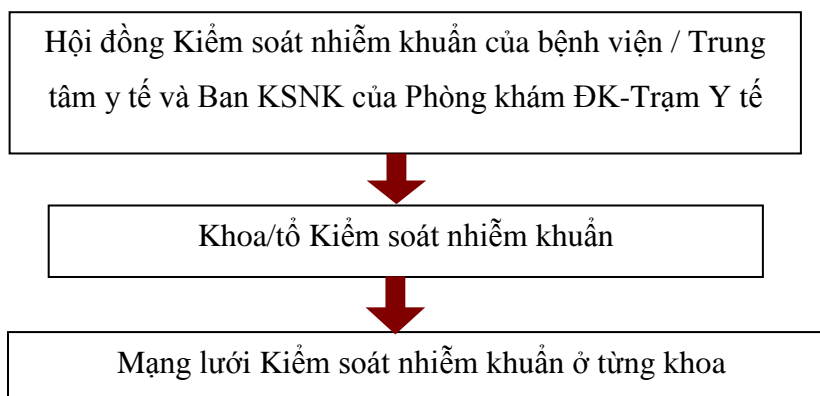 Hội đồng Kiểm soát nhiễm khuẩn của bệnh viện / Trung
tâm y tế và Ban KSNK của Phòng khám ĐK-Trạm Y tế
Khoa/tổ Kiểm soát nhiễm khuẩn
Mạng lưới Kiểm soát nhiễm khuẩn ở từng khoa